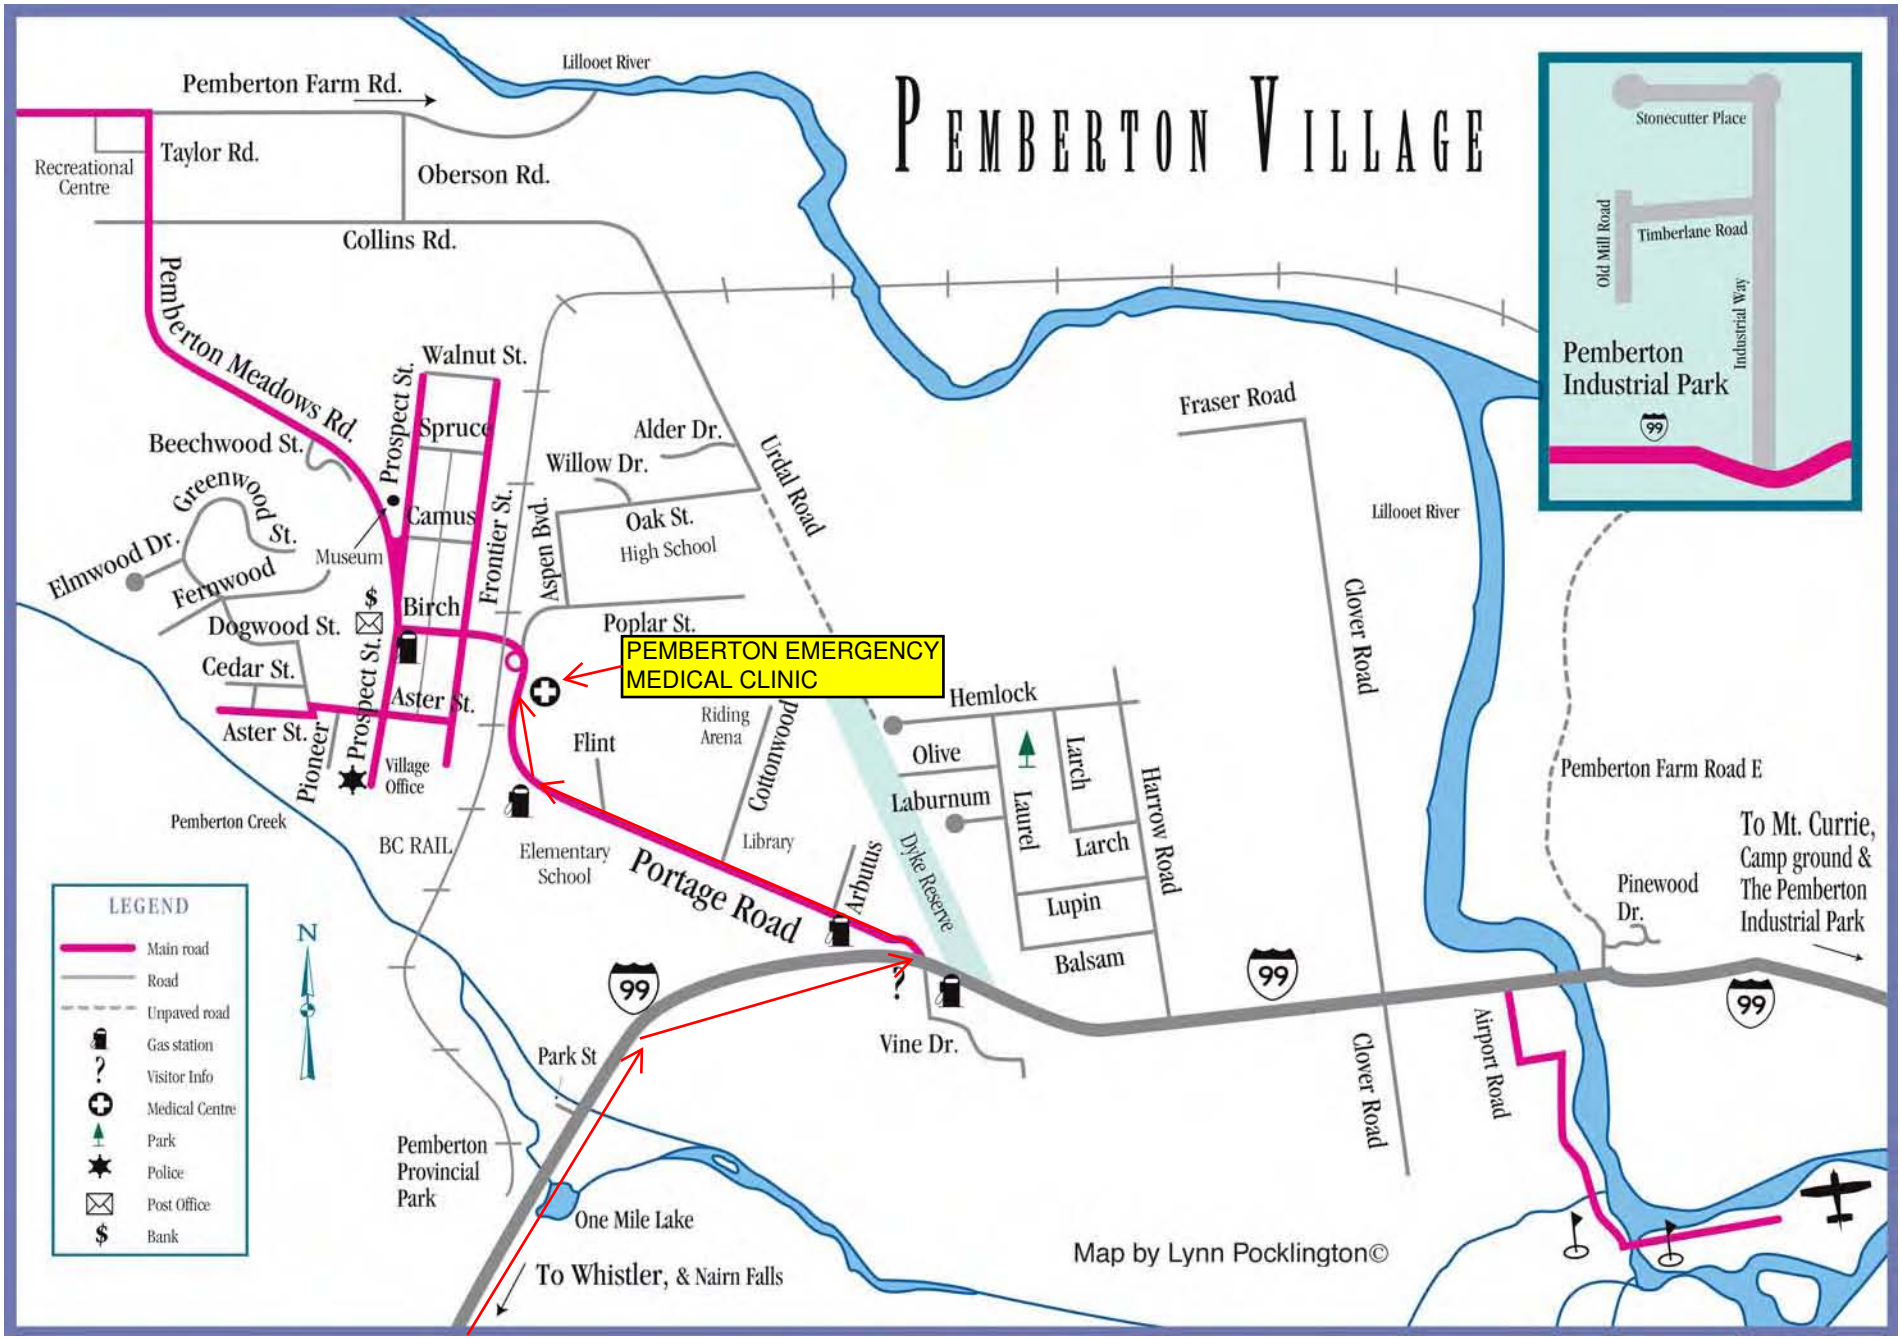 PEMBERTON VILLAGE
Lillooet River
Pemberton Farm Rd.
Taylor Rd.
Recreational
Centre
Oberson Rd.
Collins Rd.
Pemberton Meadows Rd.
Walnut St.
Prospect St.
Spruce
Beechwood St.
Greenwood
St.
Camus
Frontier St.
Elmwood Dr.
Museum
Fernwood
$
Birch
Dogwood St.
Cedar St.
Prospect St.
Aster St.
Aster St.
Pioneer
Village
Office
Pemberton Creek
BC RAIL
Alder Dr.
Willow Dr.
Urdal Road
Aspen Bvd.
Oak St.
High School
Poplar St.
PEMBERTON EMERGENCY
MEDICAL CLINIC
Riding
Arena
Flint
Cottonwood
Library
Elementary
School
Portage Road
Arbutus
Dyke Reserve
Hemlock
Olive
Laburnum
Laurel
Larch
Larch
Harrow Road
Lupin
Balsam
Fraser Road
Clover Road
Lillooet River
Stonecutter Place
Old Mill Road
Timberlane Road
Industrial Way
Pemberton
Industrial Park
99
Pemberton Farm Road E
To Mt. Currie,
Camp ground &
The Pemberton
Industrial Park
Pinewood
Dr.
99
99
99
?
Vine Dr.
Clover Road
Airport Road
Park St
Pemberton
Provincial
Park
One Mile Lake
To Whistler, & Nairn Falls
Map by Lynn Pocklington©
N
LEGEND
Main road
Road
Unpaved road
Gas station
? Visitor Info
Medical Centre
Park
Police
Post Office
$ Bank